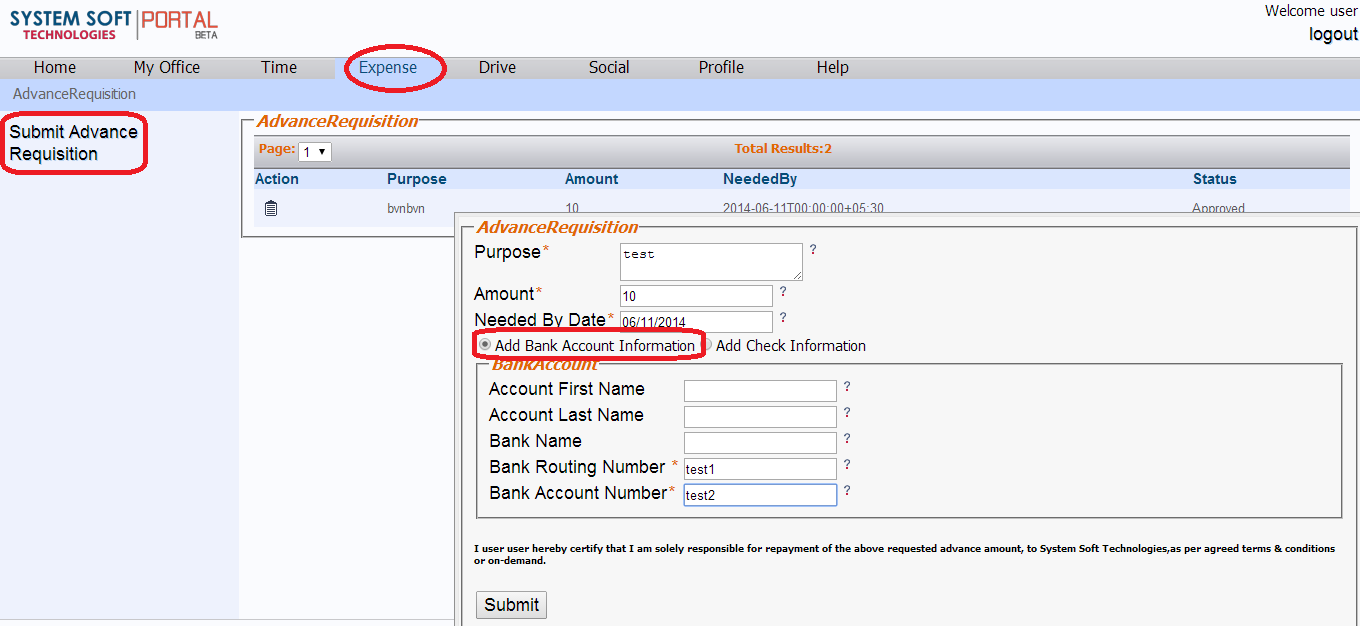 SYSTEM SOFT PORTAL
TECHNOLOGIES BETA
Welcome user
logout
Home My Office Time Expense Drive Social Profile Help
AdvanceRequisition
Submit Advance
Requisition
AdvanceRequisition
Page: 1 Total Results:2
Action Purpose Amount NeededBy Status
bvnbvn 10 2014-06-11T00:00:00+05:30 Approved
AdvanceRequisition
Purpose* test ?
Amount* 10 ?
Needed By Date* 06/11/2014 ?
Add Bank Account Information Add Check Information
BankAccount
Account First Name ?
Account Last Name ?
Bank Name ?
Bank Routing Number * test1 ?
Bank Account Number* test2 ?
I user user hereby certify that I am solely responsible for repayment of the above requested advance amount, to System Soft Technologies,as per agreed terms & conditions
or on-demand.
Submit